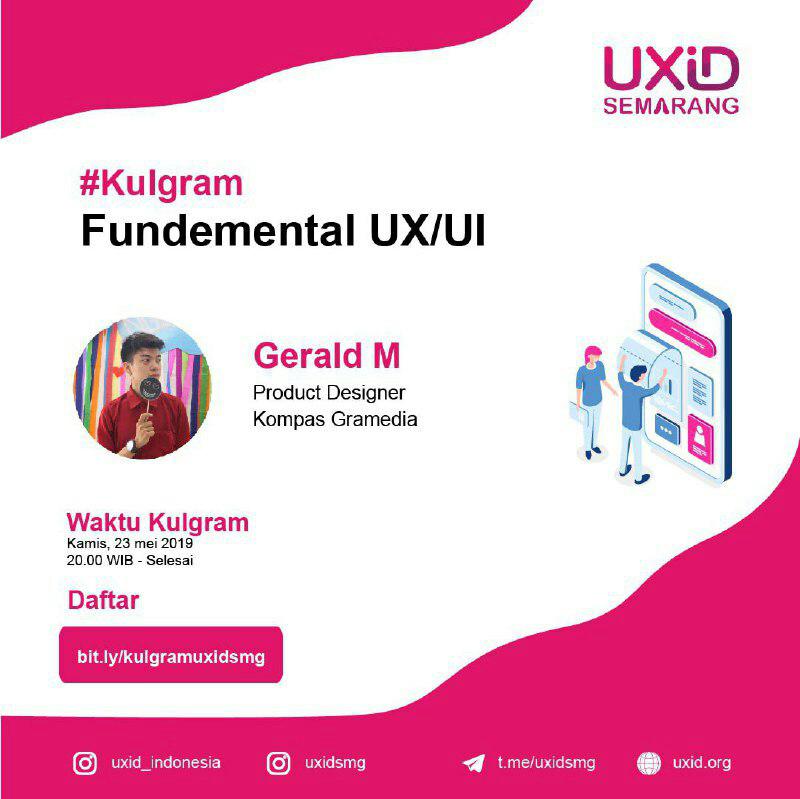 UXiD
SEMARANG
#Kulgram
Fundemental UX/UI
Gerald M
Product Designer
Kompas Gramedia
Waktu Kulgram
Kamis, 23 mei 2019
20.00 WIB - Selesai
Daftar
bit.ly/kulgramuxidsmg
uxid_indonesia
uxidsmg
t.me/uxidsmg
uxid.org